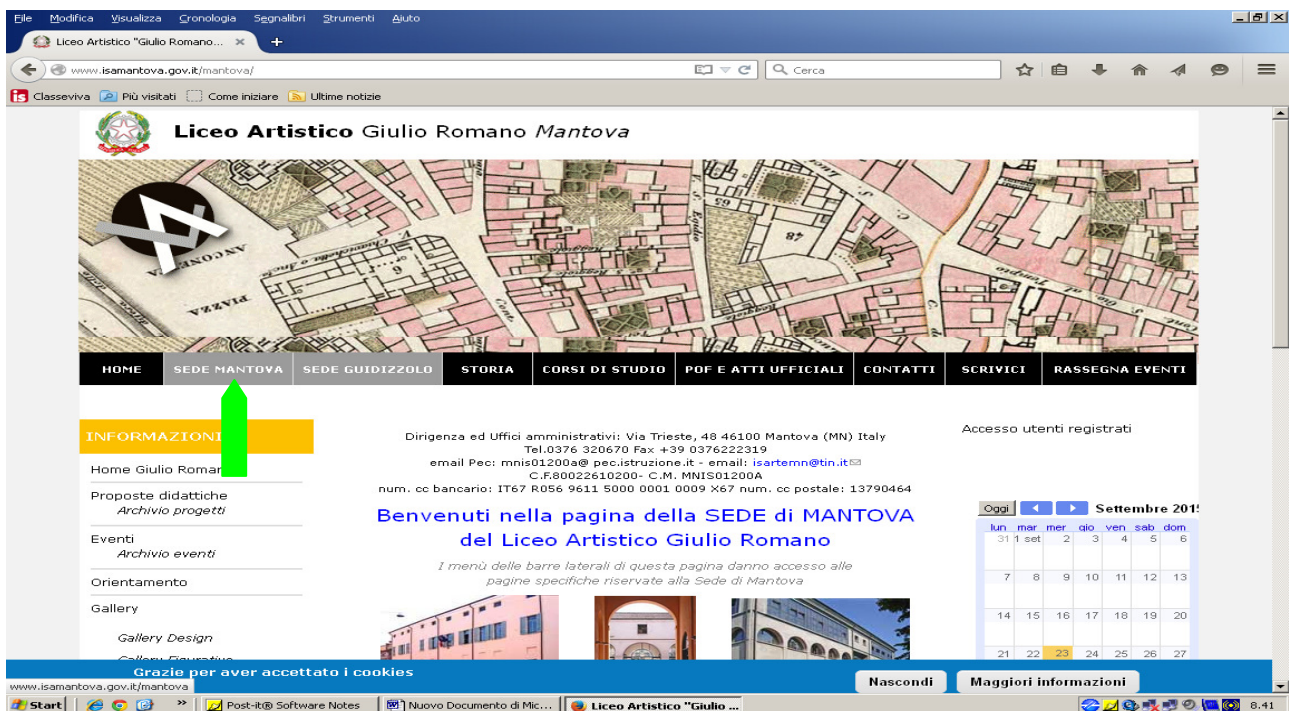 File Modifica Visualizza Cronologia Segnalibri Strumenti Aiuto
Liceo Artistico "Giulio Romano... × +
www.isamantova.gov.it/mantova/ Cerca
Classeviva Più visitati Come iniziare Ultime notizie
Liceo Artistico Giulio Romano Mantova
HOME SEDE MANTOVA SEDE GUIDIZZOLO STORIA CORSI DI STUDIO POF E ATTI UFFICIALI CONTATTI SCRIVICI RASSEGNA EVENTI
INFORMAZIONI
Home Giulio Roman
Proposte didattiche
Archivio progetti
Eventi
Archivio eventi
Orientamento
Gallery
Gallery Design
Gallery Figurativo
Dirigenza ed Uffici amministrativi: Via Trieste, 48 46100 Mantova (MN) Italy
Tel.0376 320670 Fax +39 0376222319
email Pec: mnis01200a@ pec.istruzione.it - email: isartemn@tin.it
C.F.80022610200- C.M. MNIS01200A
num. cc bancario: IT67 R056 9611 5000 0001 0009 X67 num. cc postale: 13790464
Benvenuti nella pagina della SEDE di MANTOVA
del Liceo Artistico Giulio Romano
I menù delle barre laterali di questa pagina danno accesso alle
pagine specifiche riservate alla Sede di Mantova
Accesso utenti registrati
Oggi Settembre 2015
lun mar mer gio ven sab dom
31 1 set 2 3 4 5 6
7 8 9 10 11 12 13
14 15 16 17 18 19 20
21 22 23 24 25 26 27
Grazie per aver accettato i cookies
Nascondi Maggiori informazioni
www.isamantova.gov.it/mantova
Start » Post-it® Software Notes Nuovo Documento di Mic... Liceo Artistico "Giulio ... 8.41